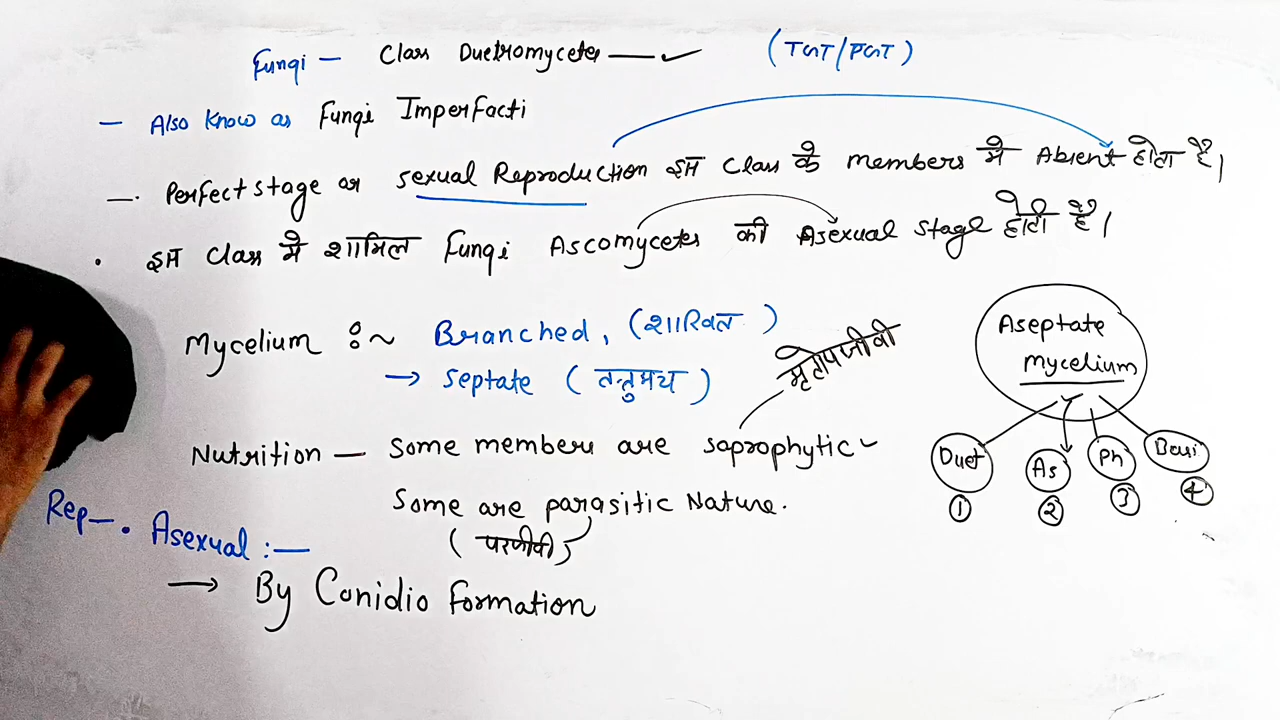 Fungi — Class Duetromycetes — ✓ (TGT/PGT)
— Also Know as Fungi Imperfacti
— Perfect stage or sexual Reproduction इस Class के members में Absent होता है।
• इस Class में शामिल Fungi Ascomycetes की Asexual stage होती है।
Mycelium :~ Branched, (शाखित)
→ Septate (तन्तुमय)
मृतोपजीवी
Nutrition — Some members are saprophytic
Some are parasitic Nature.
(परजीवी)
Rep—. Asexual :—
→ By Conidio Formation
Aseptate
mycelium
Duet As Ph Basi
1 2 3 4